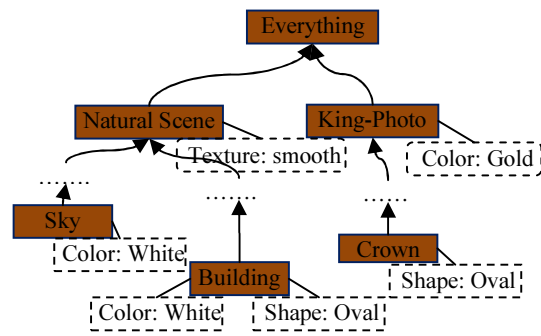 Everything
Natural Scene
King-Photo
Texture: smooth
Color: Gold
Sky
Color: White
Building
Crown
Color: White
Shape: Oval
Shape: Oval